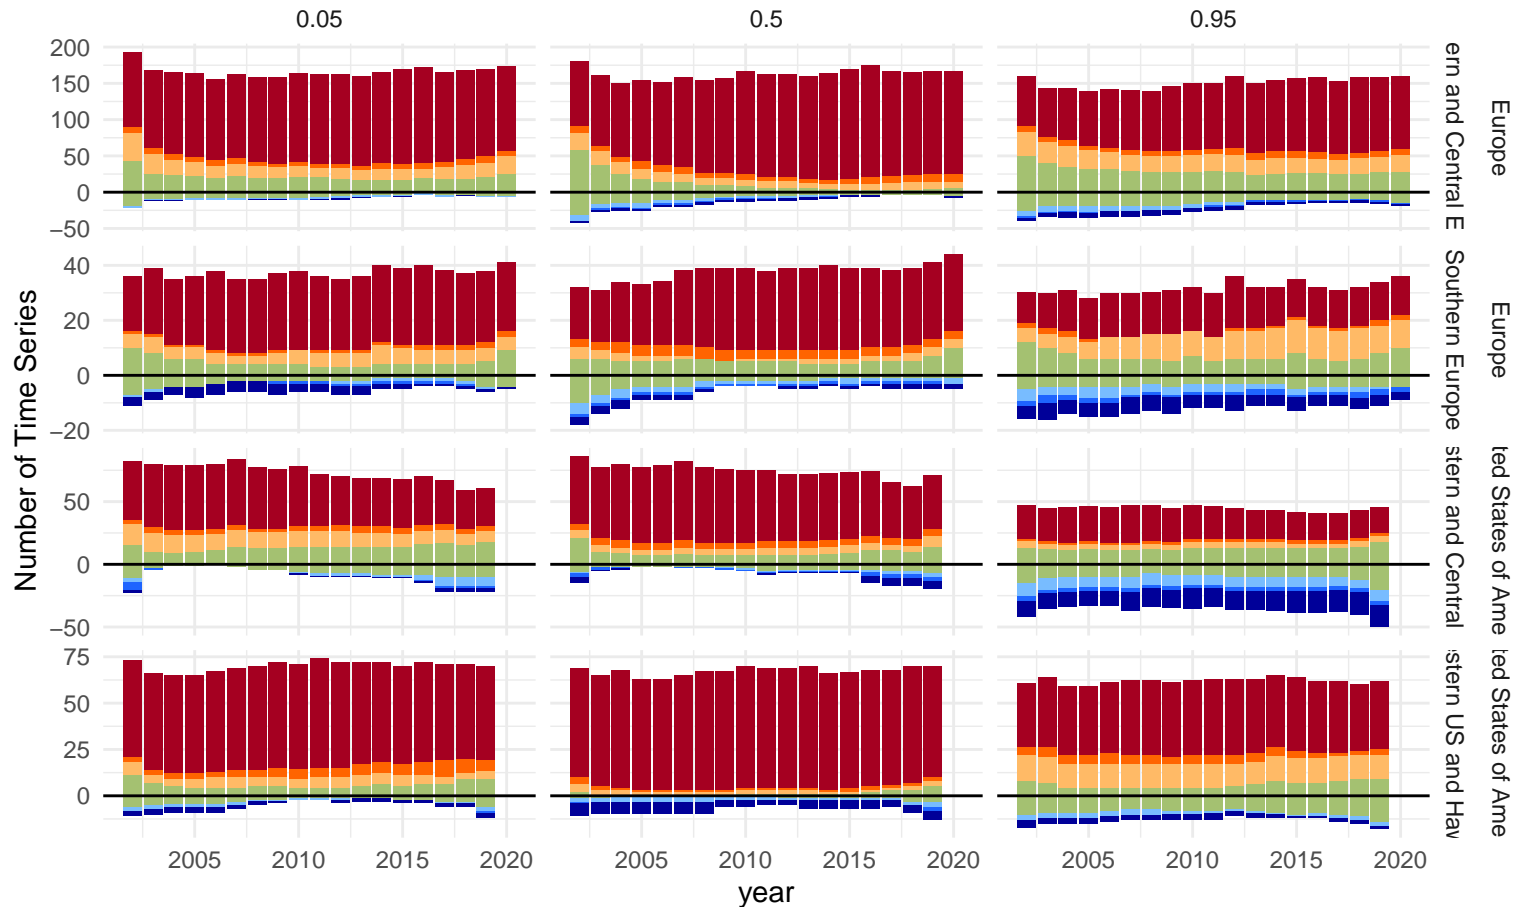 0.05 0.5 0.95
200
150
100
50
0
−50
ern and Central E
Europe
40
20
0
−20
Southern Europe
Europe
50
0
−50
stern and Central
ted States of Ame
75
50
25
0
stern US and Hav
ted States of Ame
Number of Time Series
2005 2010 2015 2020 2005 2010 2015 2020 2005 2010 2015 2020
year